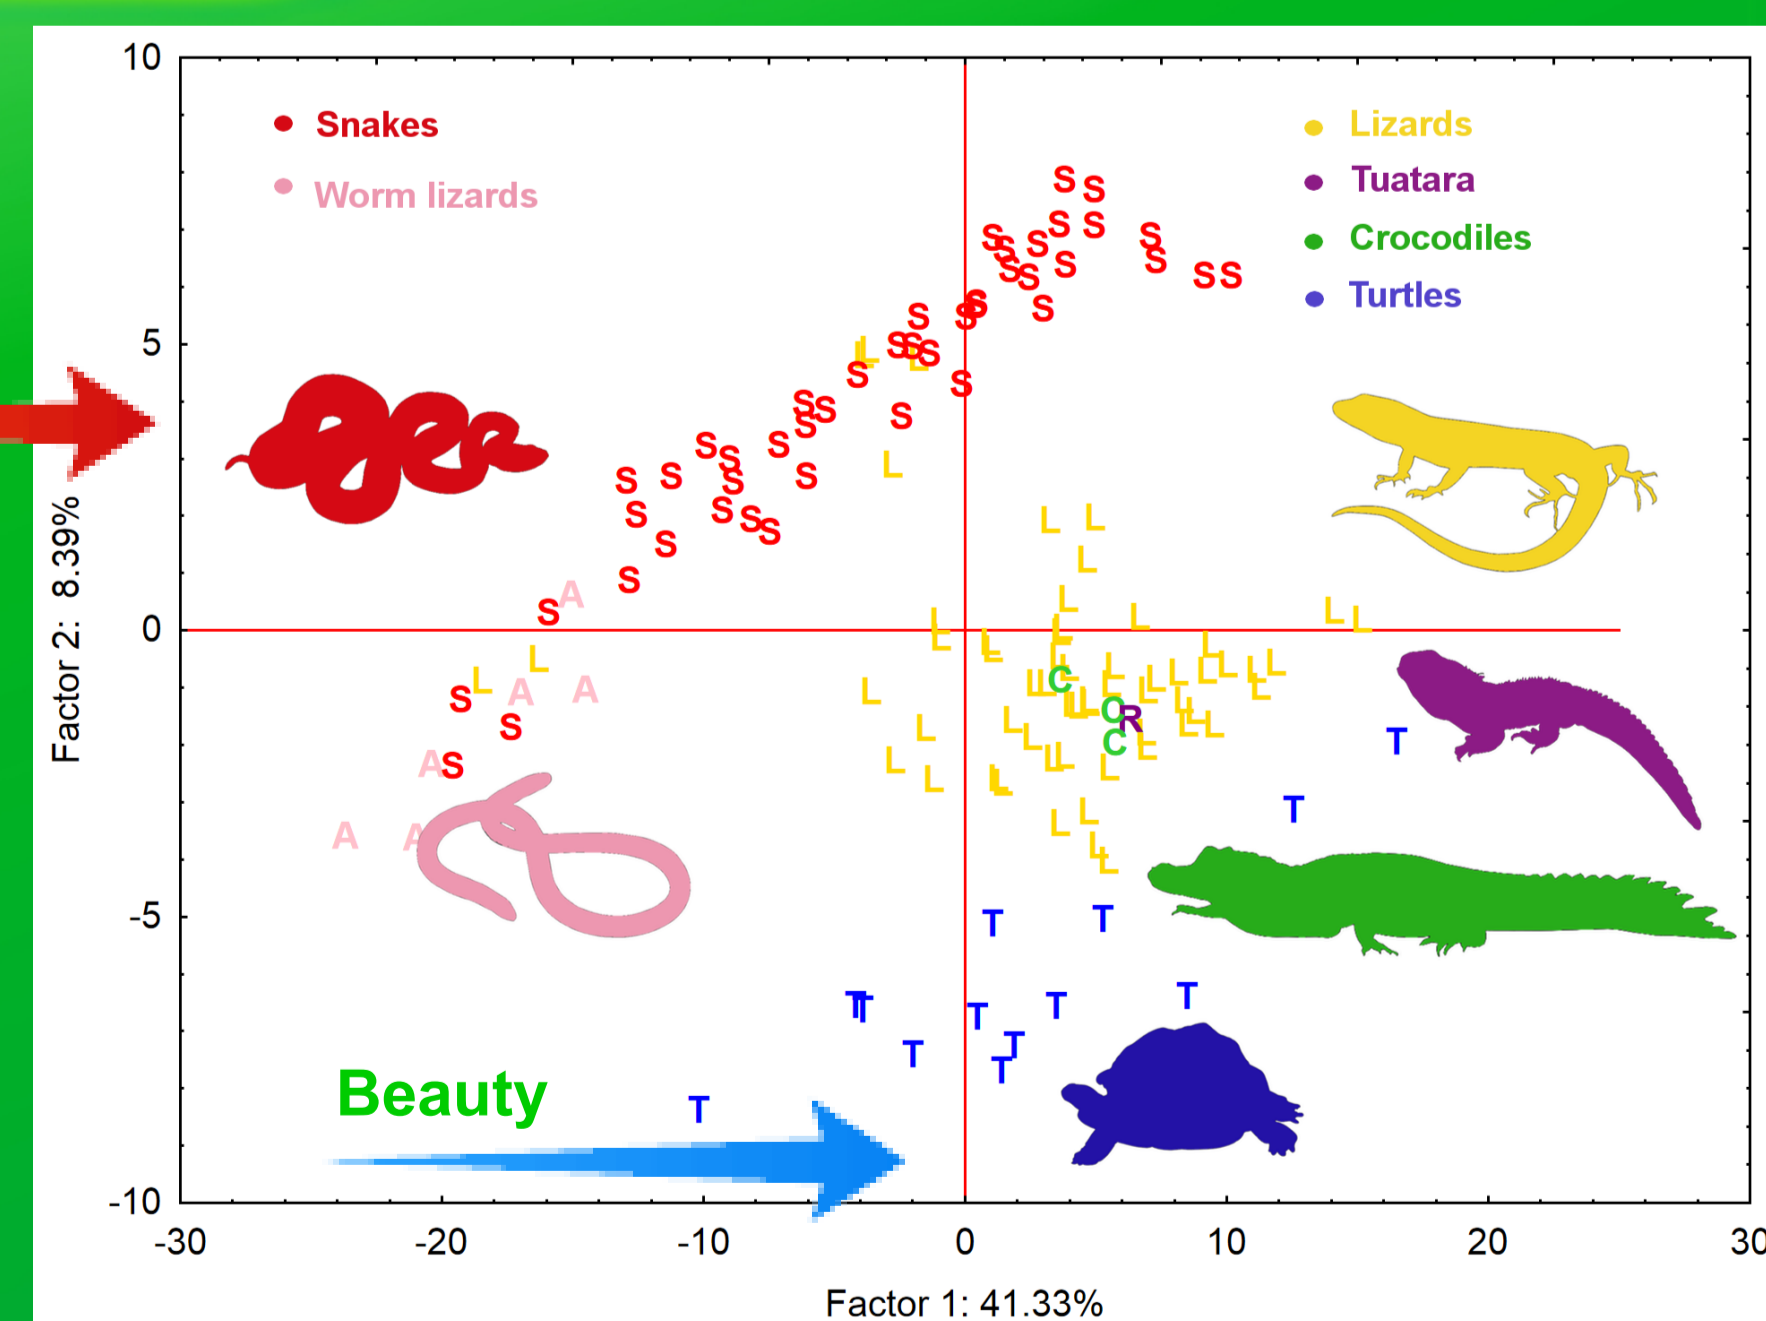 10
5
0
-5
-10
Factor 2: 8.39%
Snakes
Worm lizards
Lizards
Tuatara
Crocodiles
Turtles
S S
S S S
S S S S S
S S S S S S
S S S S
S S S S S L L L
S S S S S S L
S S S S S S
S S S S S S
S S A
L L L L L L L L
S A A L L L C
S A S C R C T
A A T
T T
T T T T T
T T T T
Beauty
T
-30
-20
-10
0
10
20
30
Factor 1: 41.33%